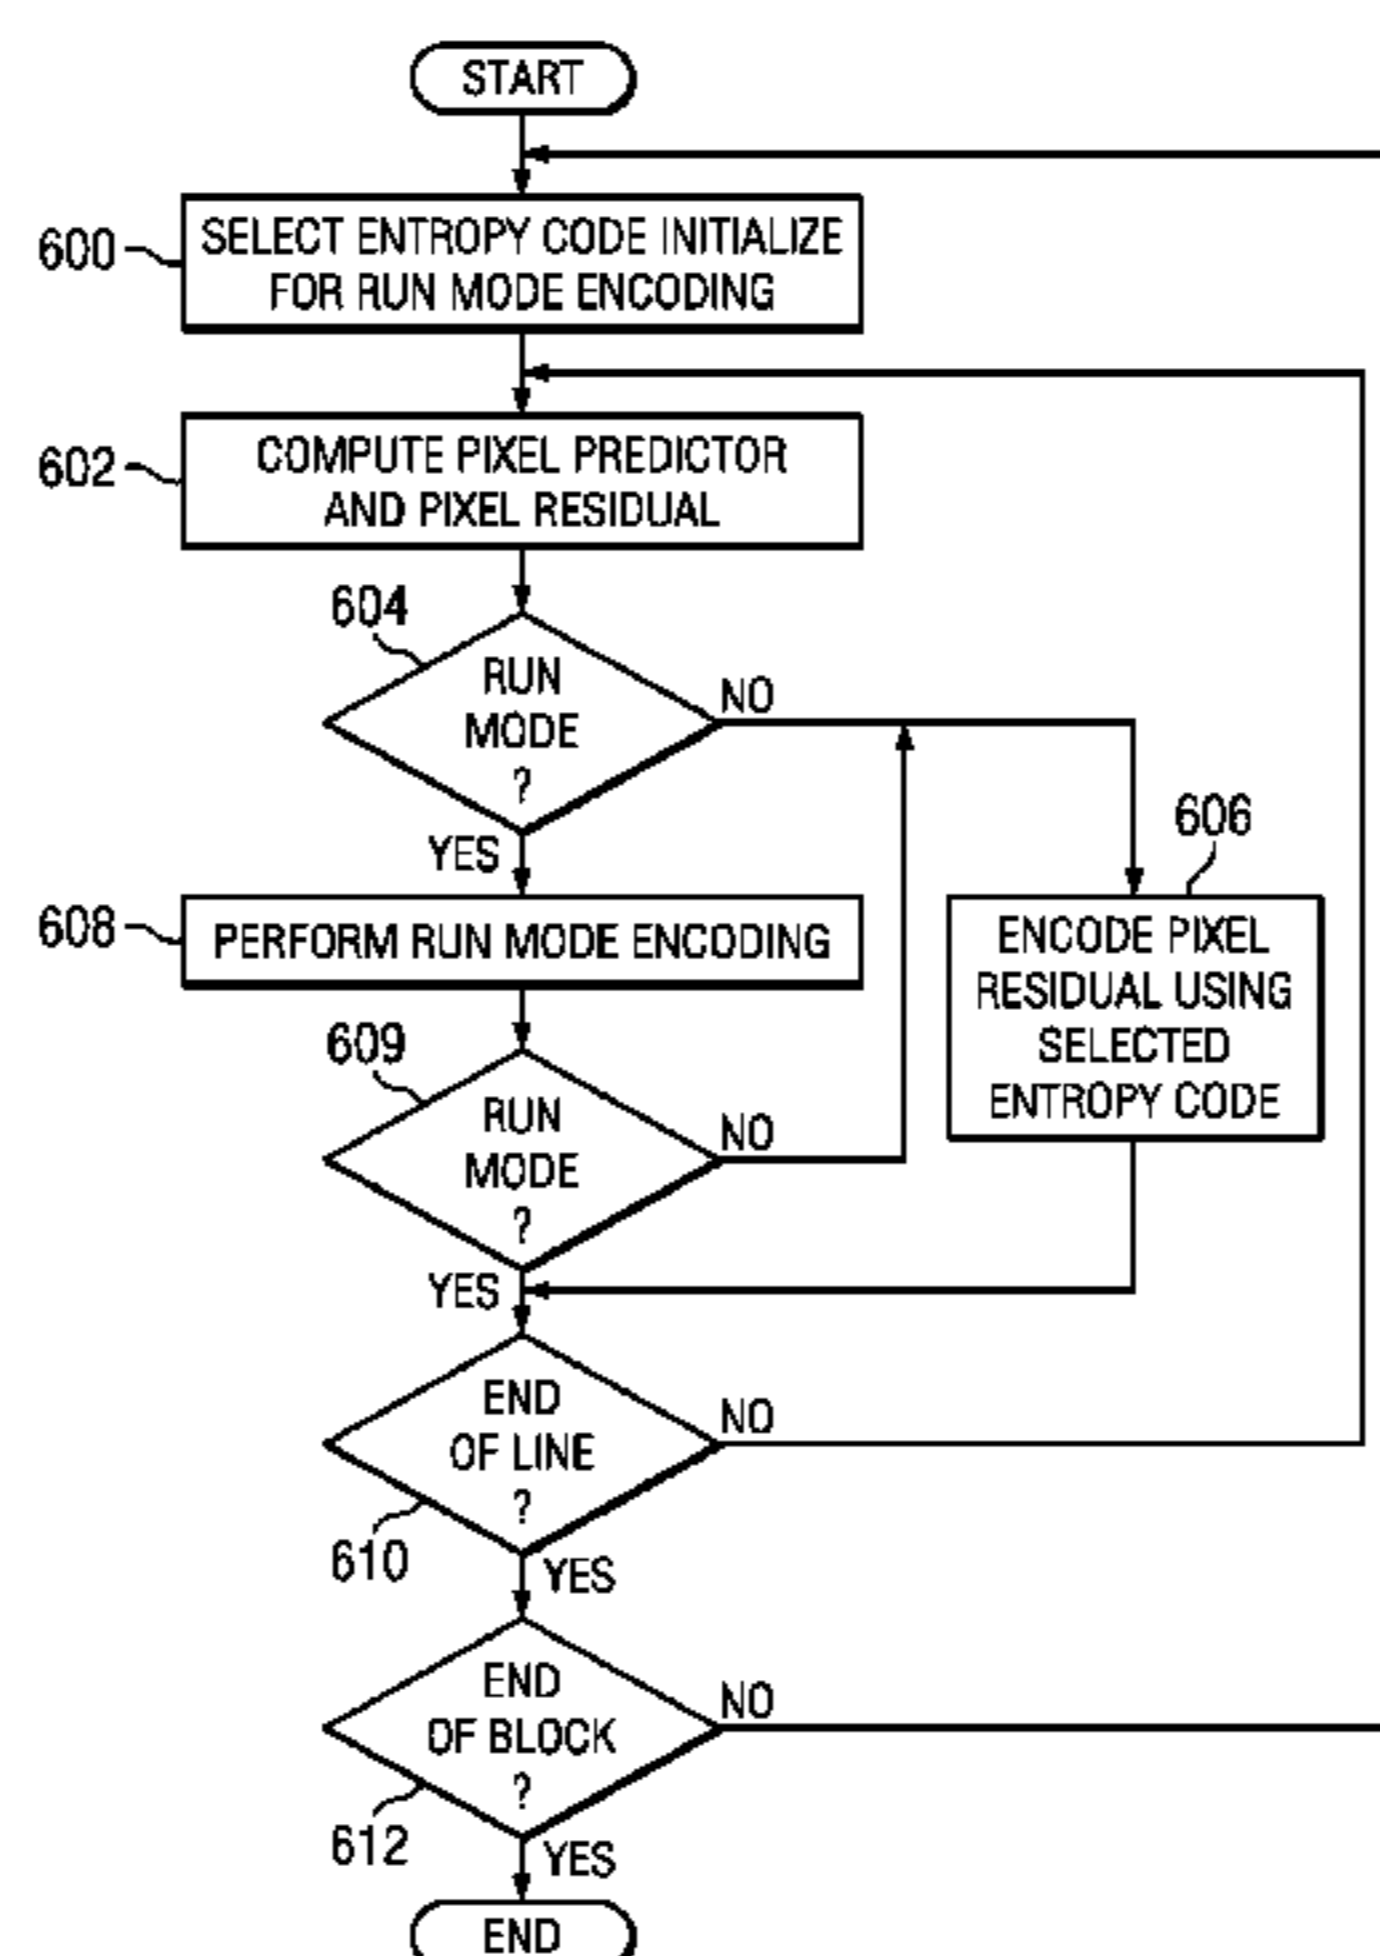 START
600
SELECT ENTROPY CODE INITIALIZE
FOR RUN MODE ENCODING
602
COMPUTE PIXEL PREDICTOR
AND PIXEL RESIDUAL
604
RUN
MODE
?
NO
YES
606
608
PERFORM RUN MODE ENCODING
ENCODE PIXEL
RESIDUAL USING
SELECTED
ENTROPY CODE
609
RUN
MODE
?
NO
YES
END
OF LINE
?
NO
610
YES
END
OF BLOCK
?
NO
612
YES
END